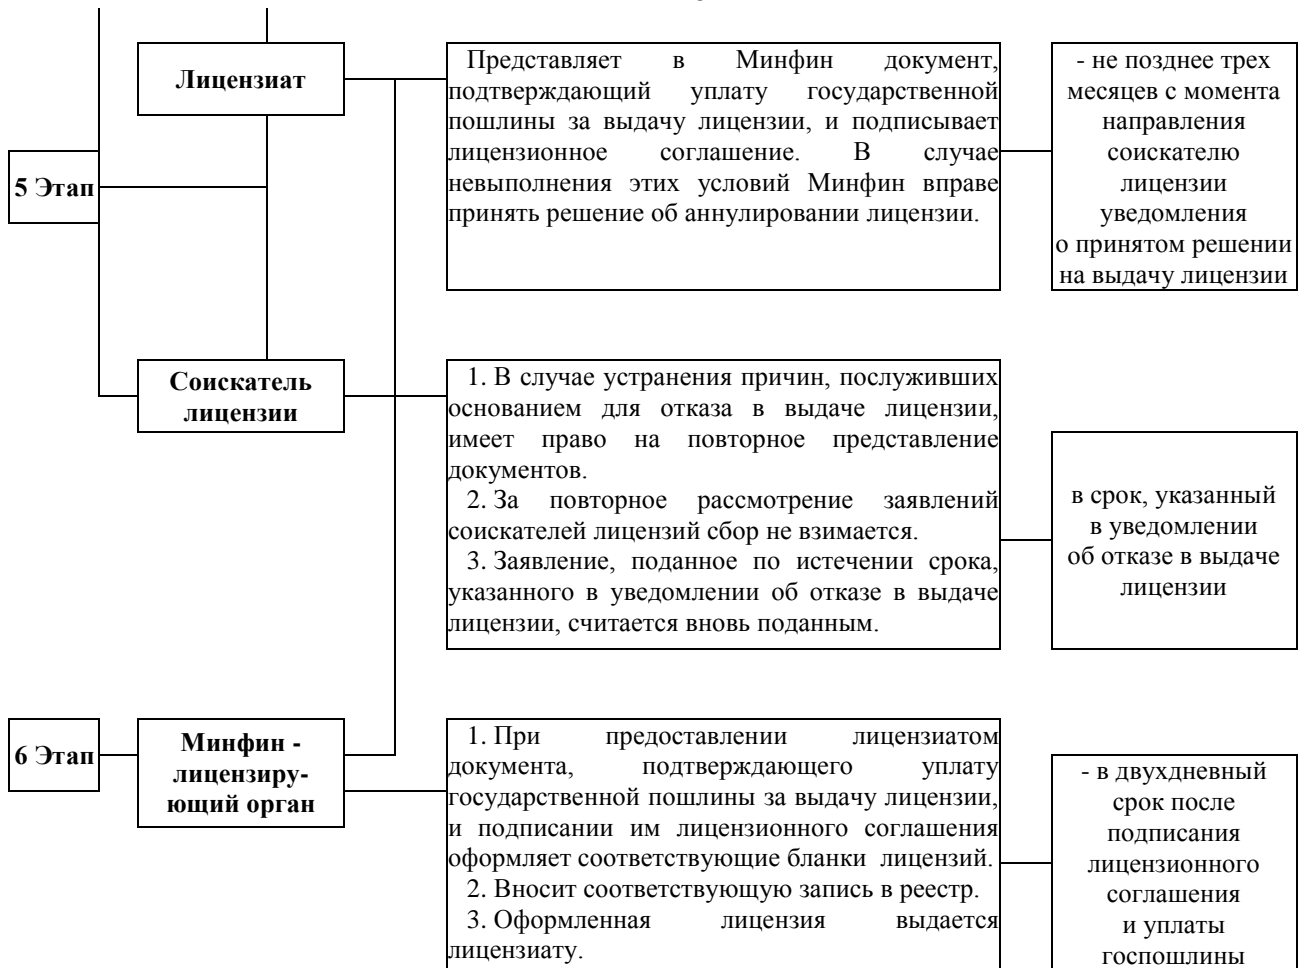 Лицензиат
Представляет в Минфин документ,
подтверждающий уплату государственной
пошлины за выдачу лицензии, и подписывает
лицензионное соглашение. В случае
невыполнения этих условий Минфин вправе
принять решение об аннулировании лицензии.
- не позднее трех
месяцев с момента
направления
соискателю
лицензии
уведомления
о принятом решении
на выдачу лицензии
5 Этап
Соискатель
лицензии
1. В случае устранения причин, послуживших
основанием для отказа в выдаче лицензии,
имеет право на повторное представление
документов.
2. За повторное рассмотрение заявлений
соискателей лицензий сбор не взимается.
3. Заявление, поданное по истечении срока,
указанного в уведомлении об отказе в выдаче
лицензии, считается вновь поданным.
в срок, указанный
в уведомлении
об отказе в выдаче
лицензии
6 Этап
Минфин -
лицензиру-
ющий орган
1. При предоставлении лицензиатом
документа, подтверждающего уплату
государственной пошлины за выдачу лицензии,
и подписании им лицензионного соглашения
оформляет соответствующие бланки лицензий.
2. Вносит соответствующую запись в реестр.
3. Оформленная лицензия выдается
лицензиату.
- в двухдневный
срок после
подписания
лицензионного
соглашения
и уплаты
госпошлины